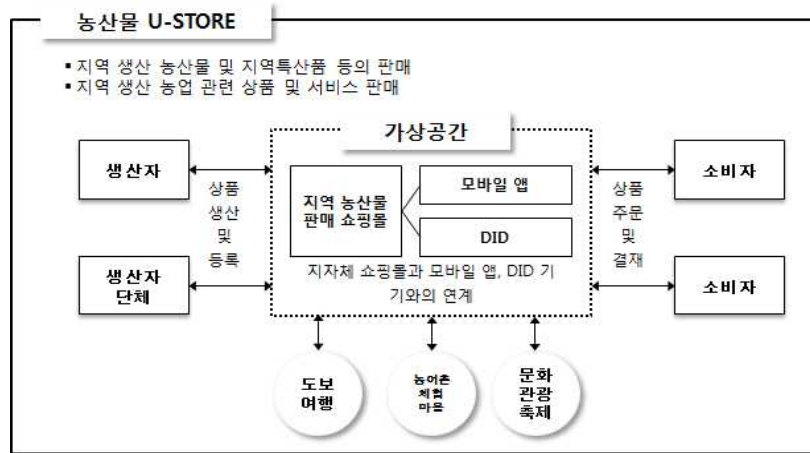 농산물 U-STORE
▪ 지역 생산 농산물 및 지역특산품 등의 판매
▪ 지역 생산 농업 관련 상품 및 서비스 판매
가상공간
생산자
상품
생산
및
등록
생산자
단체
지역 농산물
판매 쇼핑몰
모바일 앱
DID
지자체 쇼핑몰과 모바일 앱, DID 기
기와의 연계
상품
주문
및
결재
소비자
소비자
도보
여행
농어촌
체험
마을
문화
관광
축제